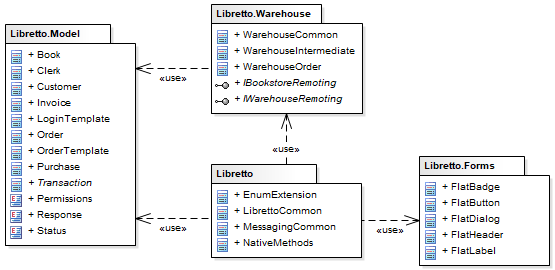 Libretto.Model
+ Book
+ Clerk
+ Customer
+ Invoice
+ LoginTemplate
+ Order
+ OrderTemplate
+ Purchase
+ Transaction
+ Permissions
+ Response
+ Status
Libretto.Warehouse
+ WarehouseCommon
+ WarehouseIntermediate
+ WarehouseOrder
+ IBookstoreRemoting
+ IWarehouseRemoting
«use»
«use»
Libretto
+ EnumExtension
+ LibrettoCommon
+ MessagingCommon
+ NativeMethods
«use»
«use»
Libretto.Forms
+ FlatBadge
+ FlatButton
+ FlatDialog
+ FlatHeader
+ FlatLabel